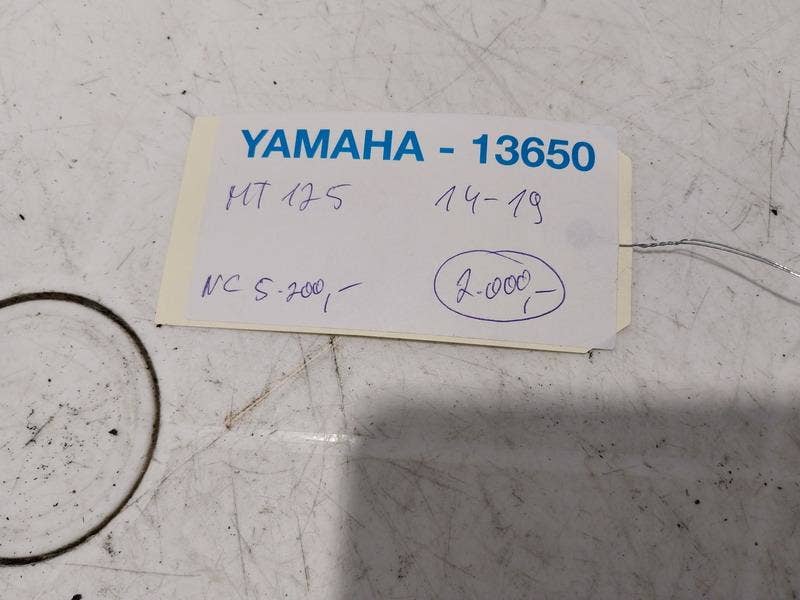 YAMAHA - 13650
MT 125 14-19
NC 5.200,- 2.000,-